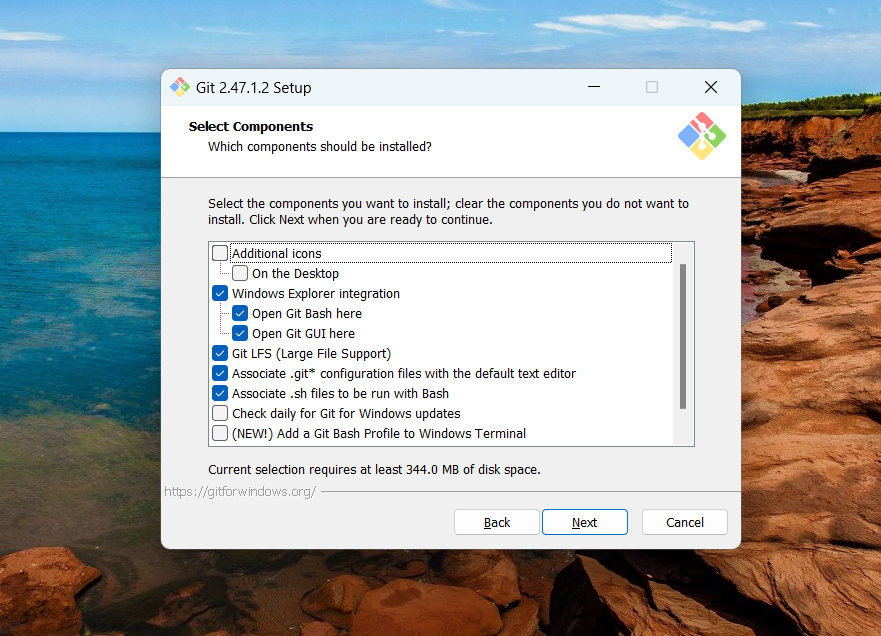 Git 2.47.1.2 Setup
Select Components
Which components should be installed?
Select the components you want to install; clear the components you do not want to
install. Click Next when you are ready to continue.
Additional icons
On the Desktop
Windows Explorer integration
Open Git Bash here
Open Git GUI here
Git LFS (Large File Support)
Associate .git* configuration files with the default text editor
Associate .sh files to be run with Bash
Check daily for Git for Windows updates
(NEW!) Add a Git Bash Profile to Windows Terminal
Current selection requires at least 344.0 MB of disk space.
https://gitforwindows.org/
Back Next Cancel